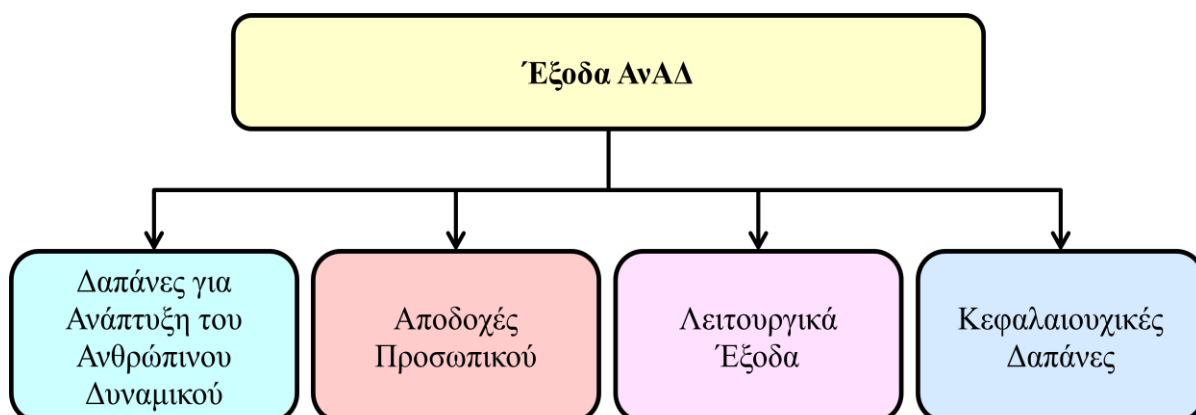 Έξοδα ΑνΑΔ
Δαπάνες για
Ανάπτυξη του
Ανθρώπινου
Δυναμικού
Αποδοχές
Προσωπικού
Λειτουργικά
Έξοδα
Κεφαλαιουχικές
Δαπάνες